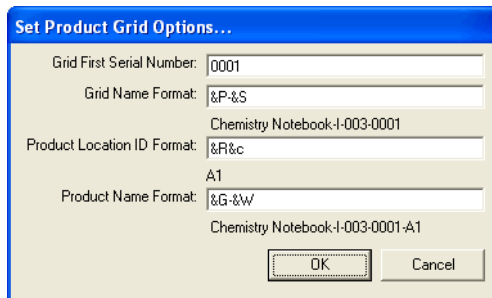 Set Product Grid Options...
Grid First Serial Number: 0001
Grid Name Format: &P-&S
Chemistry Notebook-I-003-0001
Product Location ID Format: &R&c
A1
Product Name Format: &G-&W
Chemistry Notebook-I-003-0001-A1
OK Cancel